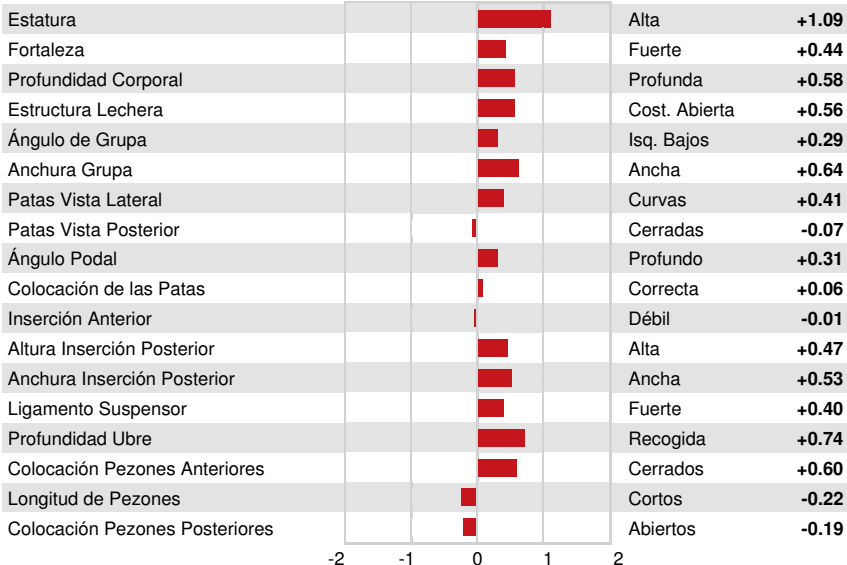 Estatura Alta +1.09
Fortaleza Fuerte +0.44
Profundidad Corporal Profunda +0.58
Estructura Lechera Cost. Abierta +0.56
Ángulo de Grupa Isq. Bajos +0.29
Anchura Grupa Ancha +0.64
Patas Vista Lateral Curvas +0.41
Patas Vista Posterior Cerradas -0.07
Ángulo Podal Profundo +0.31
Colocación de las Patas Correcta +0.06
Inserción Anterior Débil -0.01
Altura Inserción Posterior Alta +0.47
Anchura Inserción Posterior Ancha +0.53
Ligamento Suspensor Fuerte +0.40
Profundidad Ubre Recogida +0.74
Colocación Pezones Anteriores Cerrados +0.60
Longitud de Pezones Cortos -0.22
Colocación Pezones Posteriores Abiertos -0.19
-2 -1 0 1 2